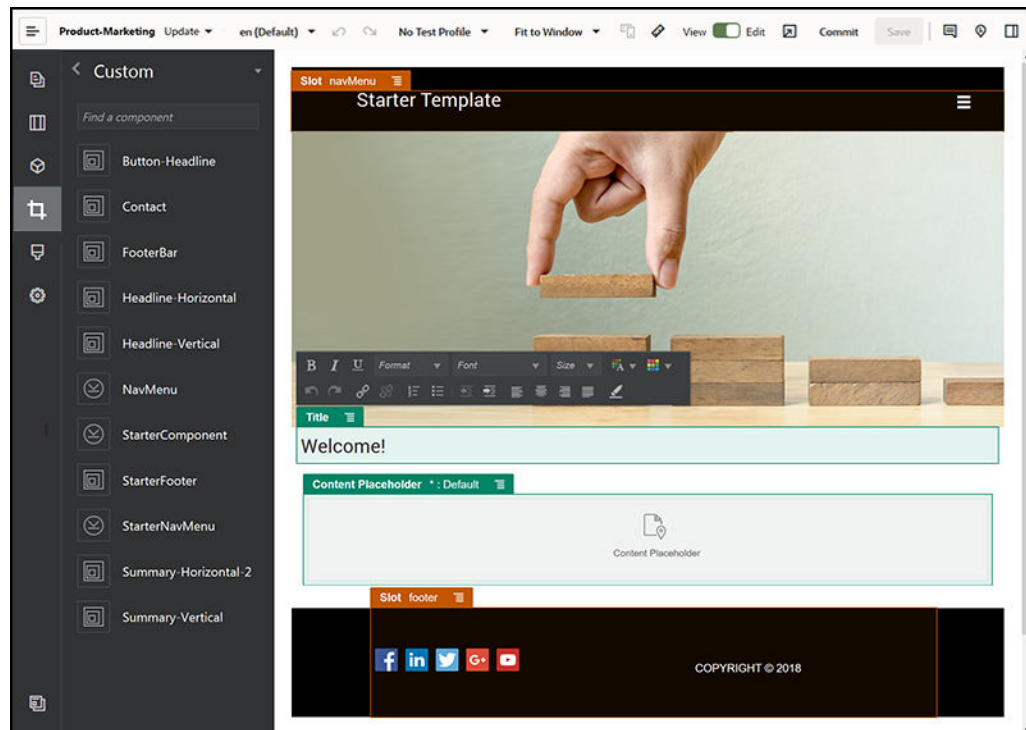 Product-Marketing Update en (Default) No Test Profile Fit to Window View Edit Commit Save
Custom
Find a component
Button-Headline
Contact
FooterBar
Headline-Horizontal
Headline-Vertical
NavMenu
StarterComponent
StarterFooter
StarterNavMenu
Summary-Horizontal-2
Summary-Vertical
Slot navMenu
Starter Template
B I U Format Font Size A
Title
Welcome!
Content Placeholder * : Default
Content Placeholder
Slot footer
f in G+ COPYRIGHT © 2018